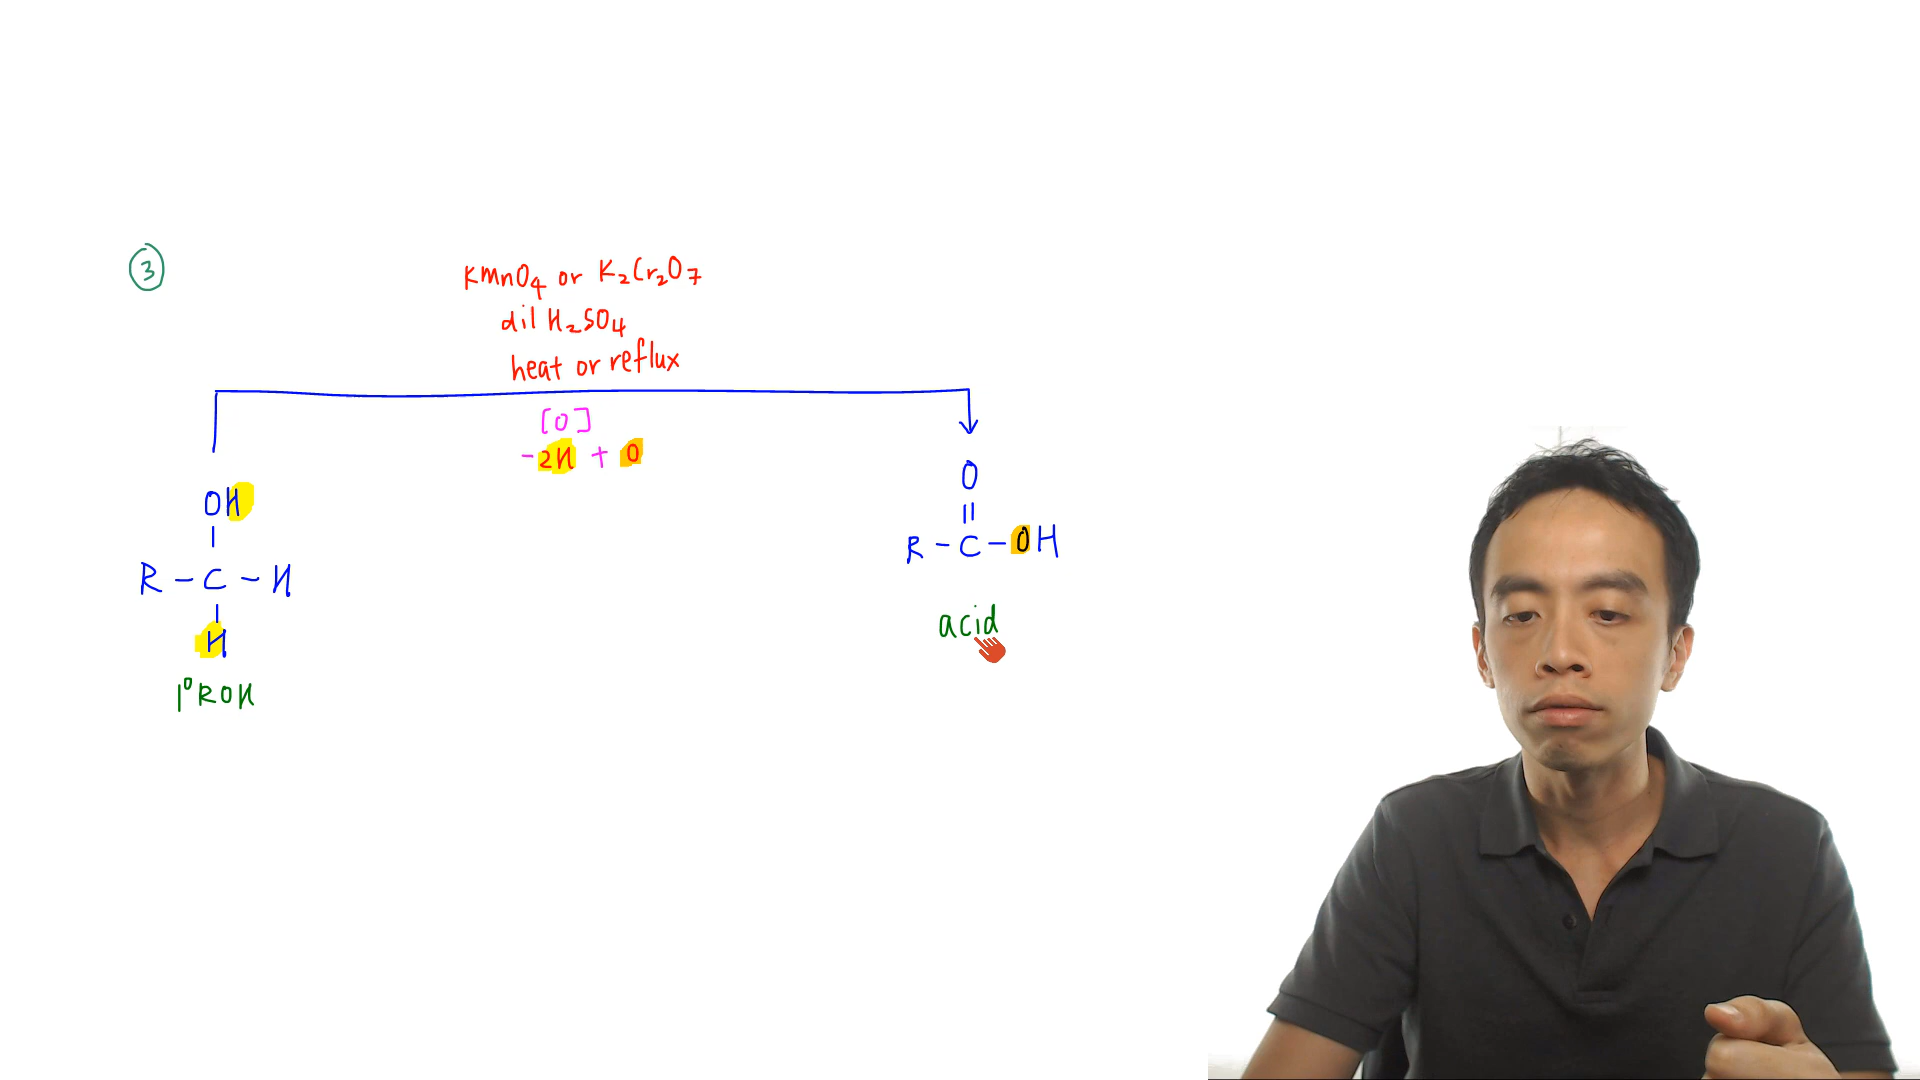 3
KMnO4 or K2Cr2O7
dil H2SO4
heat or reflux
[O]
-2H + O
OH
|
R - C - H
|
H
1°ROH
O
||
R - C - OH
acid